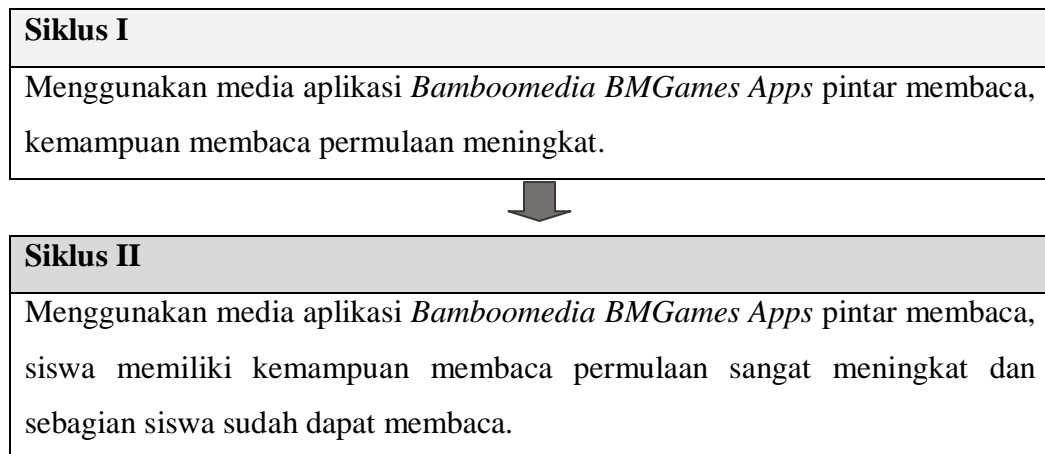 Siklus I
Menggunakan media aplikasi Bamboomedia BMGames Apps pintar membaca,
kemampuan membaca permulaan meningkat.
Siklus II
Menggunakan media aplikasi Bamboomedia BMGames Apps pintar membaca,
siswa memiliki kemampuan membaca permulaan sangat meningkat dan
sebagian siswa sudah dapat membaca.